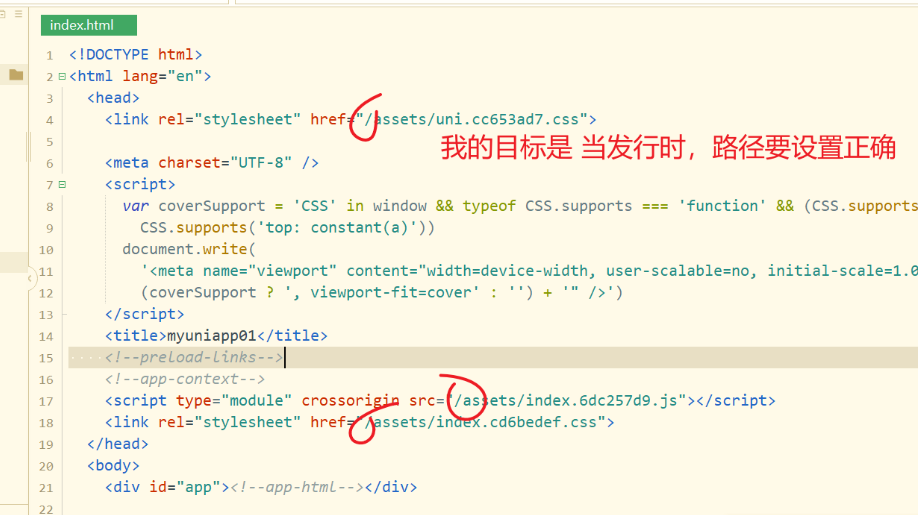 index.html
1 <!DOCTYPE html>
2 <html lang="en">
3 <head>
4 <link rel="stylesheet" href="/assets/uni.cc653ad7.css">
5 我的目标是 当发行时，路径要设置正确
6 <meta charset="UTF-8" />
7 <script>
8 var coverSupport = 'CSS' in window && typeof CSS.supports === 'function' && (CSS.supports
9 CSS.supports('top: constant(a)'))
10 document.write(
11 '<meta name="viewport" content="width=device-width, user-scalable=no, initial-scale=1.0
12 (coverSupport ? ', viewport-fit=cover' : '') + '" />')
13 </script>
14 <title>myuniapp01</title>
15 <!--preload-links-->
16 <!--app-context-->
17 <script type="module" crossorigin src="/assets/index.6dc257d9.js"></script>
18 <link rel="stylesheet" href="/assets/index.cd6bedef.css">
19 </head>
20 <body>
21 <div id="app"><!--app-html--></div>
22